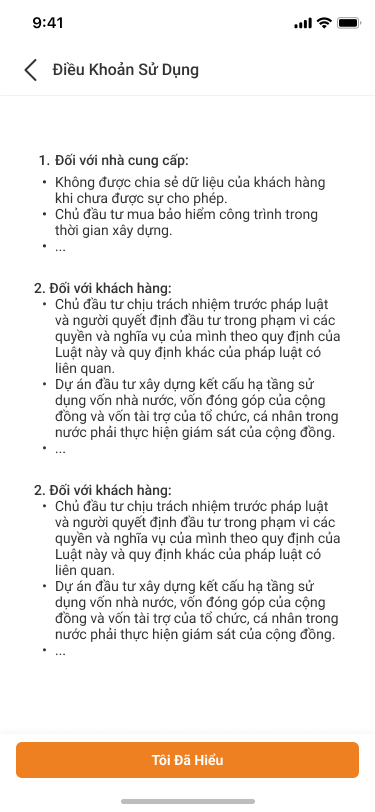 9:41
Điều Khoản Sử Dụng
1. Đối với nhà cung cấp:
• Không được chia sẻ dữ liệu của khách hàng
khi chưa được sự cho phép.
• Chủ đầu tư mua bảo hiểm công trình trong
thời gian xây dựng.
• ...
2. Đối với khách hàng:
• Chủ đầu tư chịu trách nhiệm trước pháp luật
và người quyết định đầu tư trong phạm vi các
quyền và nghĩa vụ của mình theo quy định của
Luật này và quy định khác của pháp luật có
liên quan.
• Dự án đầu tư xây dựng kết cấu hạ tầng sử
dụng vốn nhà nước, vốn đóng góp của cộng
đồng và vốn tài trợ của tổ chức, cá nhân trong
nước phải thực hiện giám sát của cộng đồng.
• ...
2. Đối với khách hàng:
• Chủ đầu tư chịu trách nhiệm trước pháp luật
và người quyết định đầu tư trong phạm vi các
quyền và nghĩa vụ của mình theo quy định của
Luật này và quy định khác của pháp luật có
liên quan.
• Dự án đầu tư xây dựng kết cấu hạ tầng sử
dụng vốn nhà nước, vốn đóng góp của cộng
đồng và vốn tài trợ của tổ chức, cá nhân trong
nước phải thực hiện giám sát của cộng đồng.
• ...
Tôi Đã Hiểu